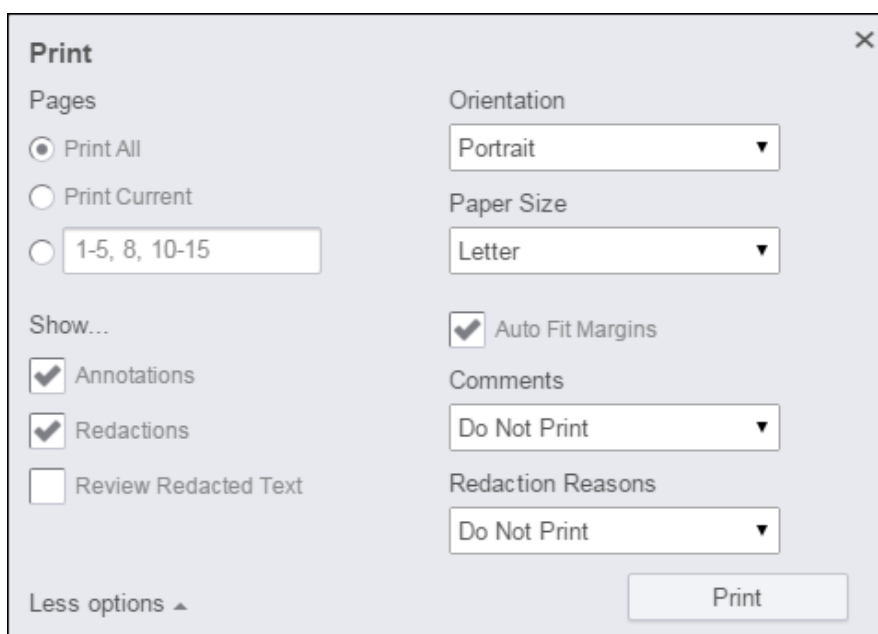 Print
Pages
Print All
Print Current
1-5, 8, 10-15
Show...
Annotations
Redactions
Review Redacted Text
Less options
Orientation
Portrait
Paper Size
Letter
Auto Fit Margins
Comments
Do Not Print
Redaction Reasons
Do Not Print
Print